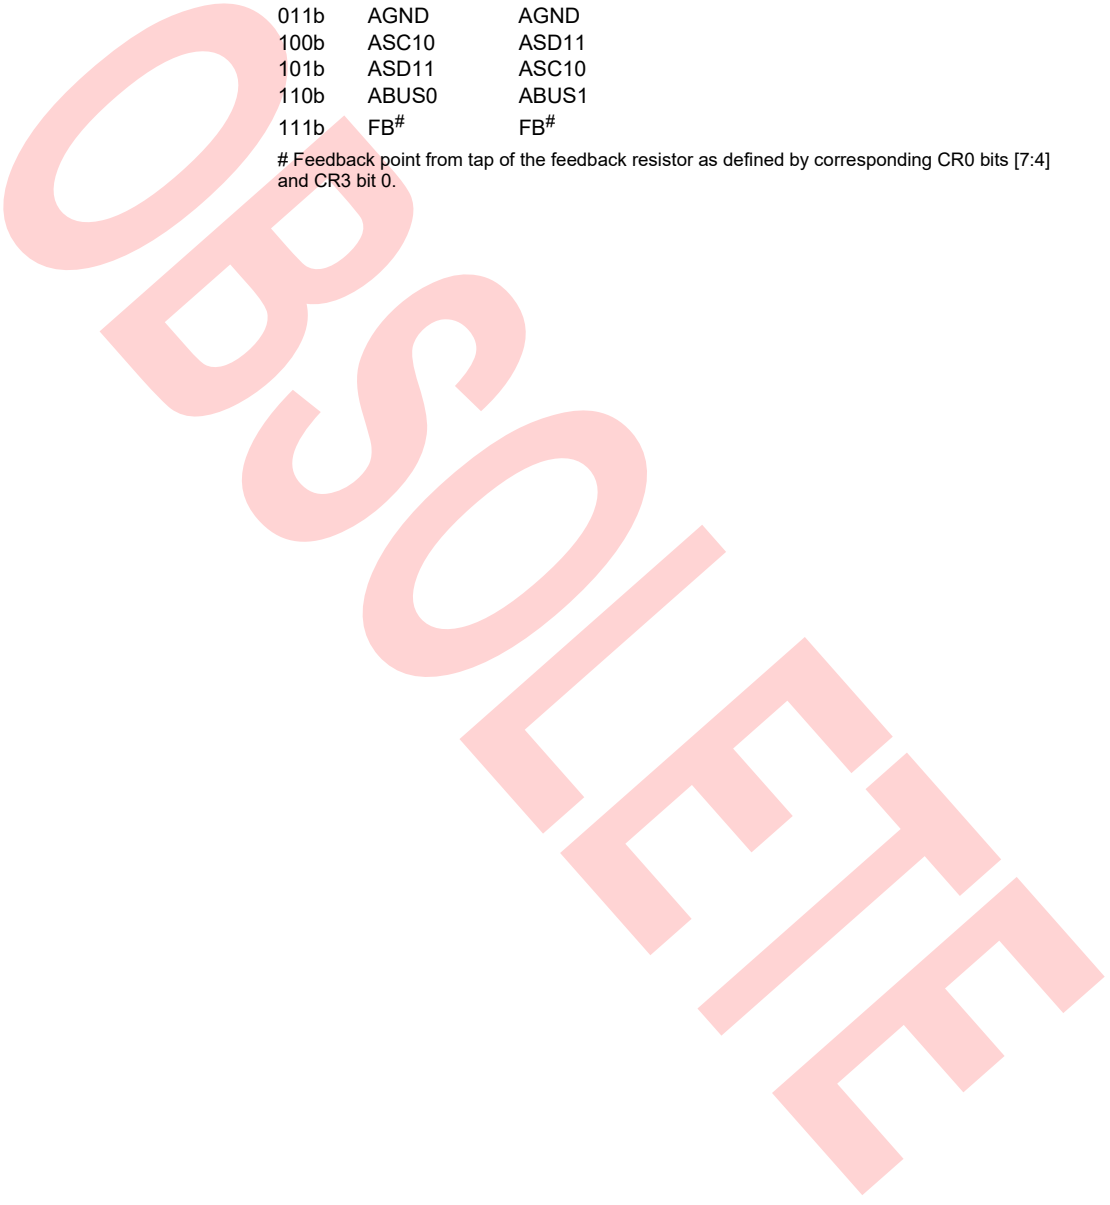 011b AGND AGND
100b ASC10 ASD11
101b ASD11 ASC10
110b ABUS0 ABUS1
111b FB# FB#
# Feedback point from tap of the feedback resistor as defined by corresponding CR0 bits [7:4]
and CR3 bit 0.
OBSOLETE